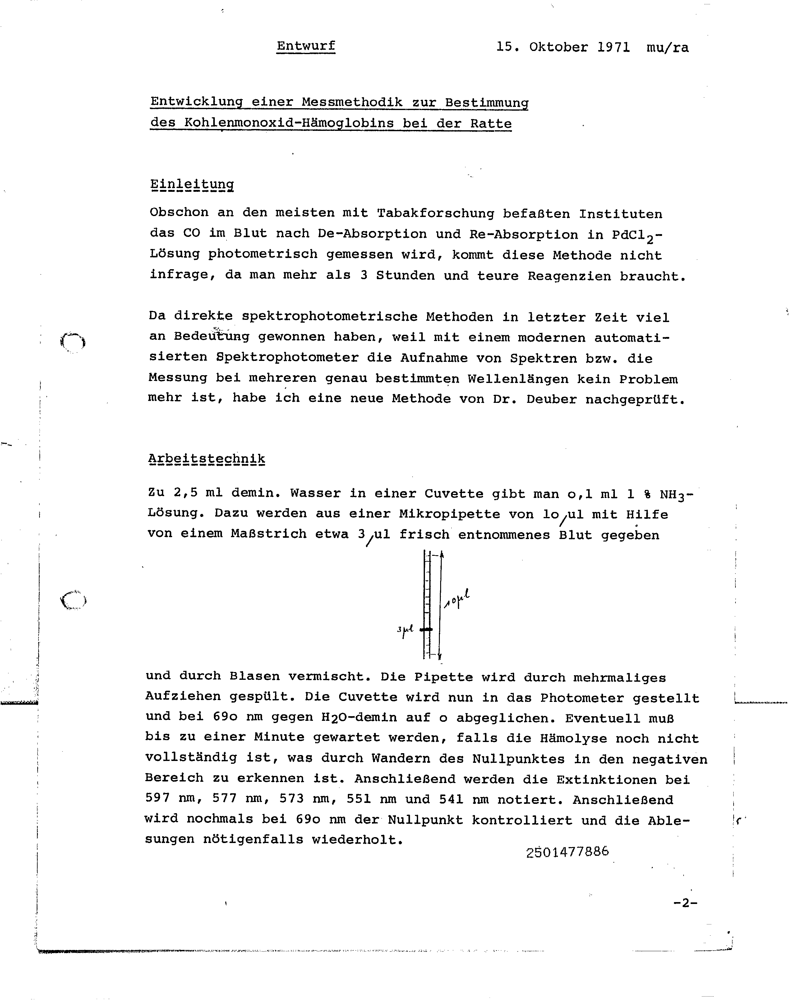 Entwurf 15. Oktober 1971 mu/ra
Entwicklung einer Messmethodik zur Bestimmung
des Kohlenmonoxid-Hämoglobins bei der Ratte
Einleitung
Obschon an den meisten mit Tabakforschung befaßten Instituten
das CO im Blut nach De-Absorption und Re-Absorption in PdCl2-
Lösung photometrisch gemessen wird, kommt diese Methode nicht
infrage, da man mehr als 3 Stunden und teure Reagenzien braucht.
Da direkte spektrophotometrische Methoden in letzter Zeit viel
an Bedeutung gewonnen haben, weil mit einem modernen automati-
sierten Spektrophotometer die Aufnahme von Spektren bzw. die
Messung bei mehreren genau bestimmten Wellenlängen kein Problem
mehr ist, habe ich eine neue Methode von Dr. Deuber nachgeprüft.
Arbeitstechnik
Zu 2,5 ml demin. Wasser in einer Cuvette gibt man o,1 ml 1 % NH3-
Lösung. Dazu werden aus einer Mikropipette von lo /ul mit Hilfe
von einem Maßstrich etwa 3 /ul frisch entnommenes Blut gegeben
10 µl
3 µl
und durch Blasen vermischt. Die Pipette wird durch mehrmaliges
Aufziehen gespült. Die Cuvette wird nun in das Photometer gestellt
und bei 69o nm gegen H2O-demin auf o abgeglichen. Eventuell muß
bis zu einer Minute gewartet werden, falls die Hämolyse noch nicht
vollständig ist, was durch Wandern des Nullpunktes in den negativen
Bereich zu erkennen ist. Anschließend werden die Extinktionen bei
597 nm, 577 nm, 573 nm, 551 nm und 541 nm notiert. Anschließend
wird nochmals bei 69o nm der Nullpunkt kontrolliert und die Able-
sungen nötigenfalls wiederholt.
2501477886
-2-